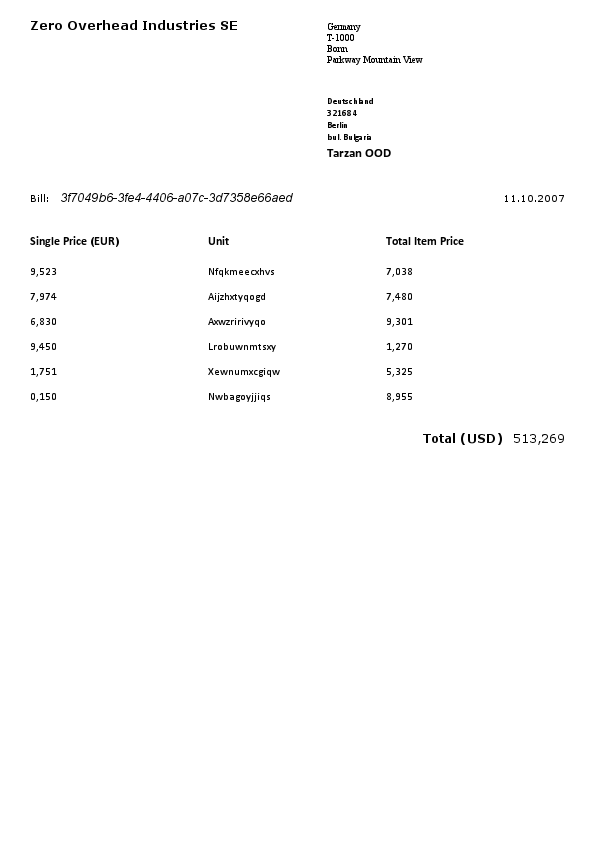 Zero Overhead Industries SE
Germany
T-1000
Bonn
Parkway Mountain View
Deutschland
321684
Berlin
bul. Bulgaria
Tarzan OOD
Bill: 3f7049b6-3fe4-4406-a07c-3d7358e66aed 11.10.2007
Single Price (EUR) Unit Total Item Price
9,523 Nfqkmeecxhvs 7,038
7,974 Aijzhxtyqogd 7,480
6,830 Axwzririvyqo 9,301
9,450 Lrobuwnmtsxy 1,270
1,751 Xewnumxcgiqw 5,325
0,150 Nwbagoyjjiqs 8,955
Total (USD) 513,269